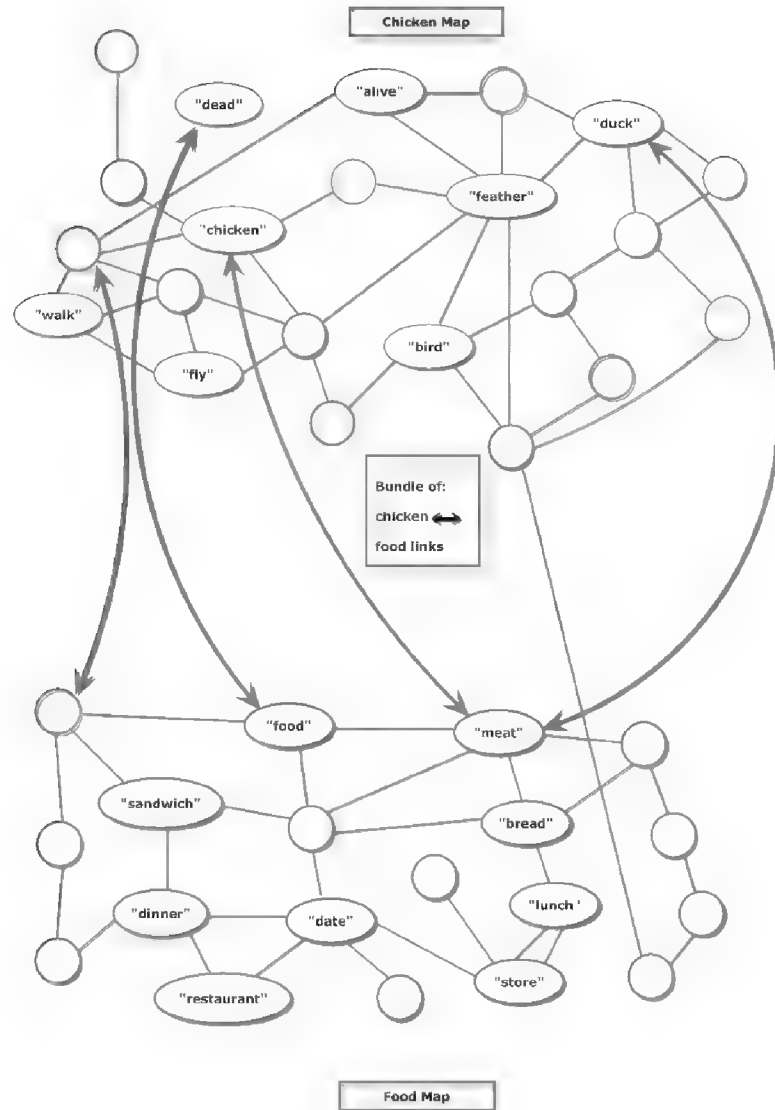 Chicken Map
"dead"
"alive"
"duck"
"feather"
"chicken"
"walk"
"bird"
"fly"
Bundle of:
chicken
food links
"food"
"meat"
"sandwich"
"bread"
"dinner"
"date"
"lunch"
"restaurant"
"store"
Food Map